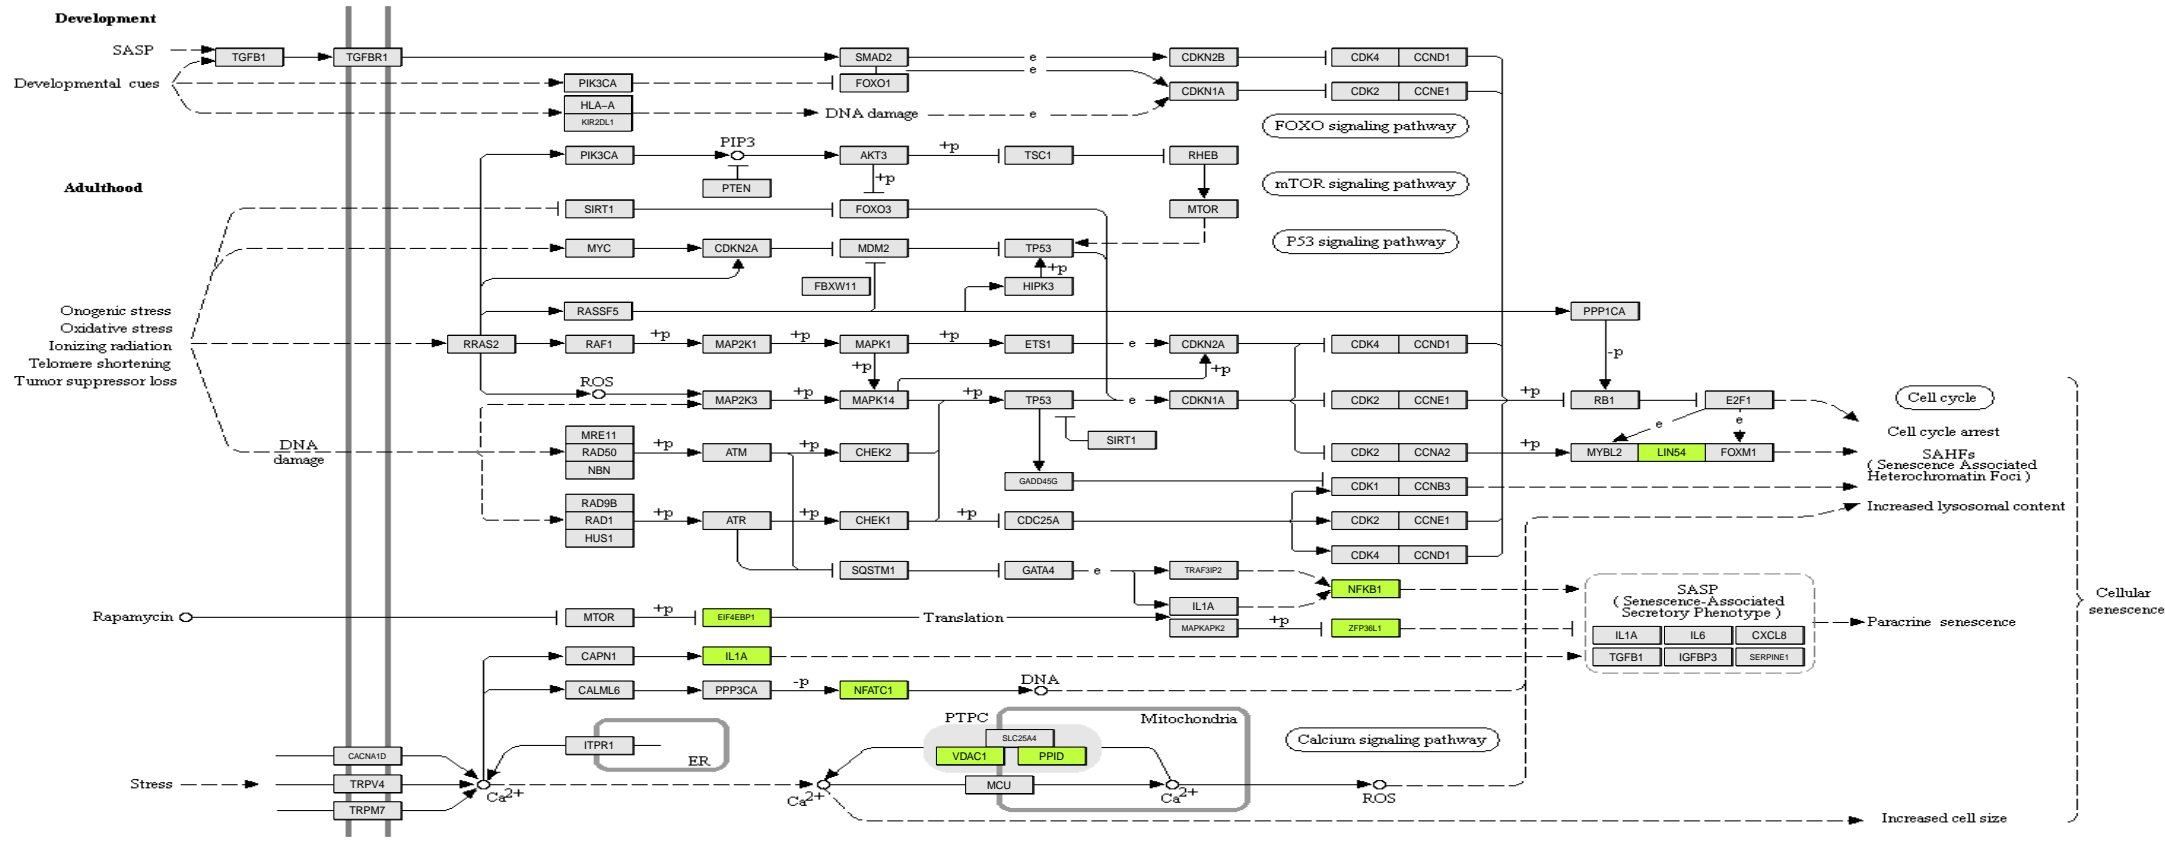 Development
SASP
TGFB1
TGFBR1
SMAD2
e
CDKN2B
CDK4
CCND1
e
Developmental cues
PIK3CA
FOXO1
CDKN1A
CDK2
CCNE1
HLA-A
KIR2DL1
DNA damage
e
FOXO signaling pathway
PIP3
PIK3CA
AKT3
+p
TSC1
RHEB
PTEN
+p
mTOR signaling pathway
Adulthood
SIRT1
FOXO3
MTOR
MYC
CDKN2A
MDM2
TP53
P53 signaling pathway
+p
FBXW11
HIPK3
Onogenic stress
Oxidative stress
Ionizing radiation
Telomere shortening
Tumor suppressor loss
RASSF5
PPP1CA
RRAS2
RAF1
+p
MAP2K1
+p
MAPK1
+p
ETS1
e
CDKN2A
CDK4
CCND1
-p
+p
+p
ROS
MAP2K3
+p
MAPK14
+p
TP53
e
CDKN1A
CDK2
CCNE1
+p
RB1
E2F1
Cell cycle
e
e
Cell cycle arrest
DNA
damage
MRE11
RAD50
NBN
+p
ATM
+p
CHEK2
SIRT1
CDK2
CCNA2
+p
MYBL2
LIN54
FOXM1
SAHFs
( Senescence Associated
Heterochromatin Foci )
GADD45G
CDK1
CCNB3
Increased lysosomal content
RAD9B
RAD1
HUS1
+p
ATR
+p
CHEK1
+p
CDC25A
CDK2
CCNE1
CDK4
CCND1
SQSTM1
GATA4
e
TRAF3IP2
NFKB1
IL1A
SASP
( Senescence-Associated
Secretory Phenotype )
IL1A
IL6
CXCL8
TGFB1
IGFBP3
SERPINE1
Cellular
senescence
Paracrine senescence
Rapamycin
MTOR
+p
EIF4EBP1
Translation
MAPKAPK2
+p
ZFP36L1
CAPN1
IL1A
CALML6
PPP3CA
-p
NFATC1
DNA
PTPC
Mitochondria
SLC25A4
VDAC1
PPID
MCU
Calcium signaling pathway
ITPR1
ER
CACNA1D
Stress
TRPV4
TRPM7
Ca2+
Ca2+
Ca2+
ROS
Increased cell size